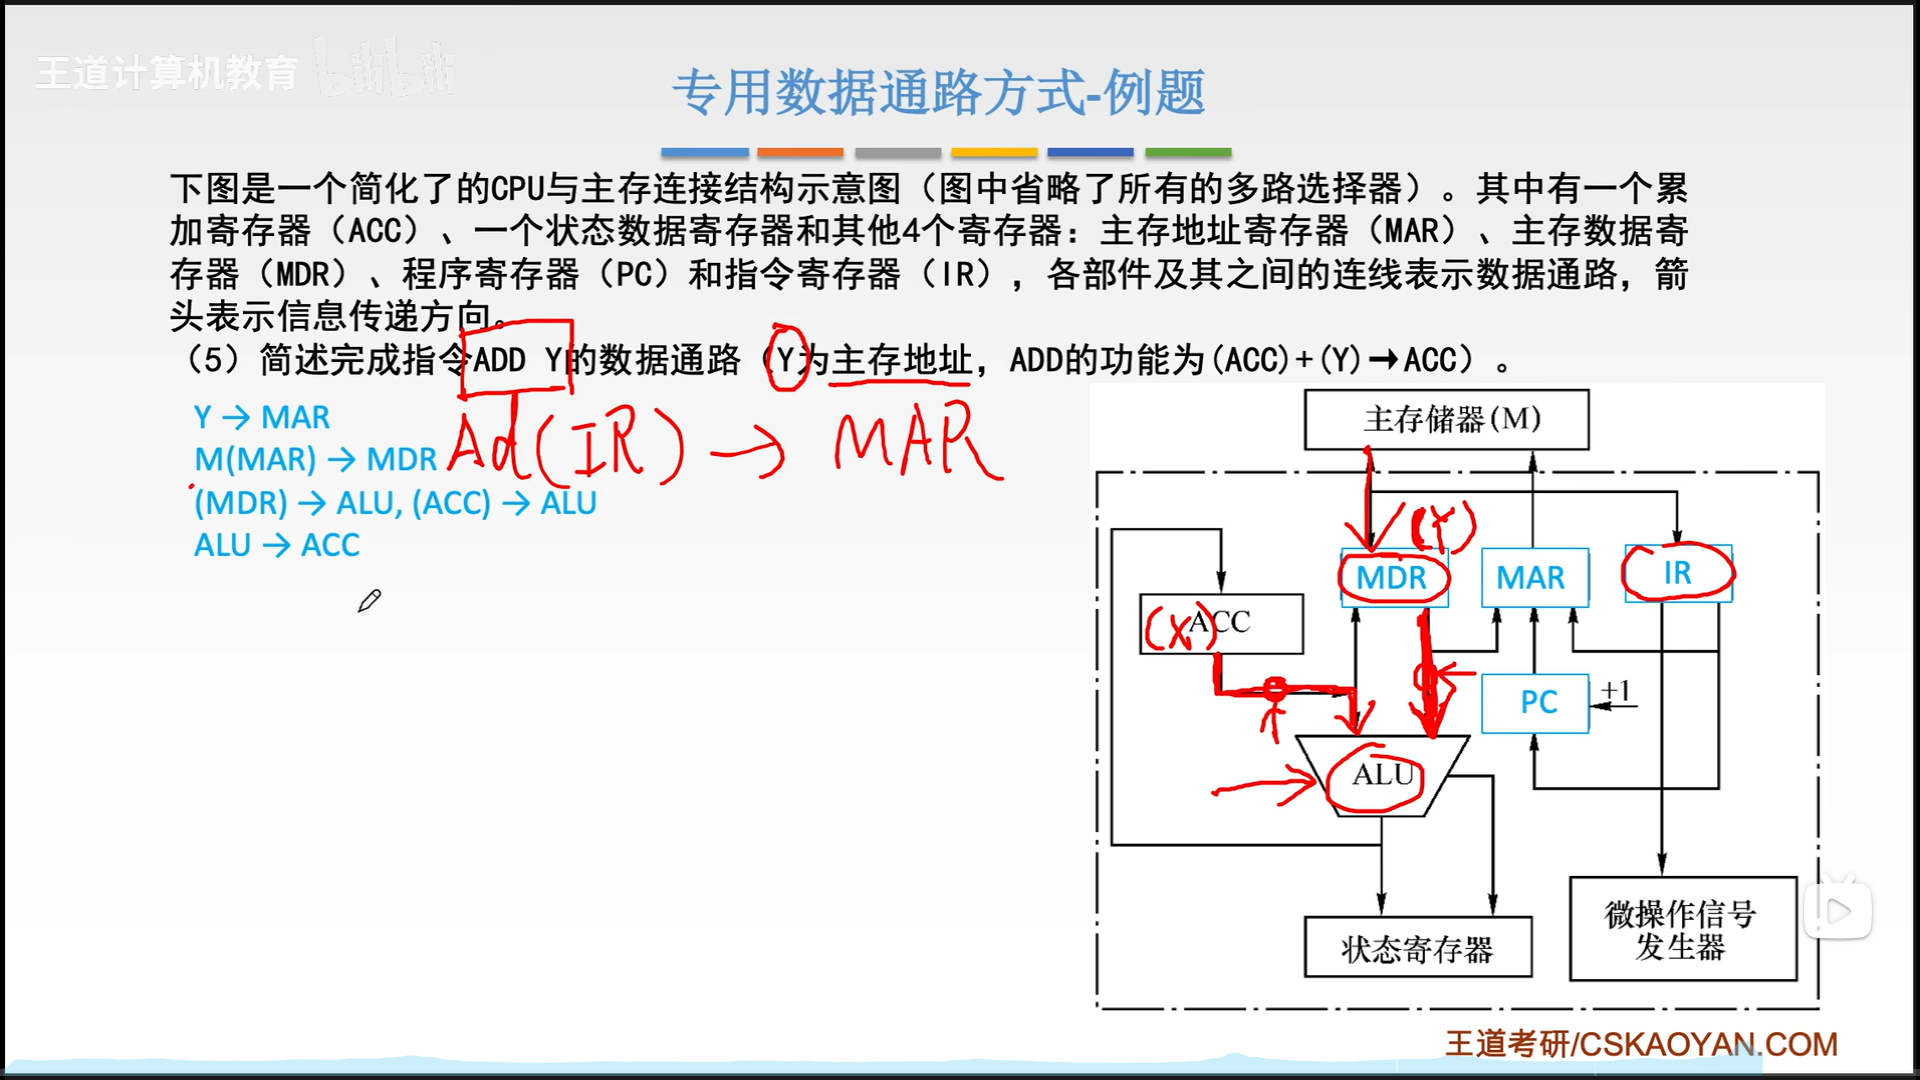 王道计算机教育 bilibili
专用数据通路方式-例题
下图是一个简化了的CPU与主存连接结构示意图（图中省略了所有的多路选择器）。其中有一个累
加寄存器（ACC）、一个状态数据寄存器和其他4个寄存器：主存地址寄存器（MAR）、主存数据寄
存器（MDR）、程序寄存器（PC）和指令寄存器（IR），各部件及其之间的连线表示数据通路，箭
头表示信息传递方向。
（5）简述完成指令ADD Y的数据通路（Y为主存地址，ADD的功能为(ACC)+(Y)→ACC）。
Y → MAR
Ad(IR) → MAR
M(MAR) → MDR
(MDR) → ALU, (ACC) → ALU
ALU → ACC
主存储器(M)
(Y)
MDR
MAR
IR
(X)
ACC
PC
+1
ALU
状态寄存器
微操作信号
发生器
王道考研/CSKAOYAN.COM